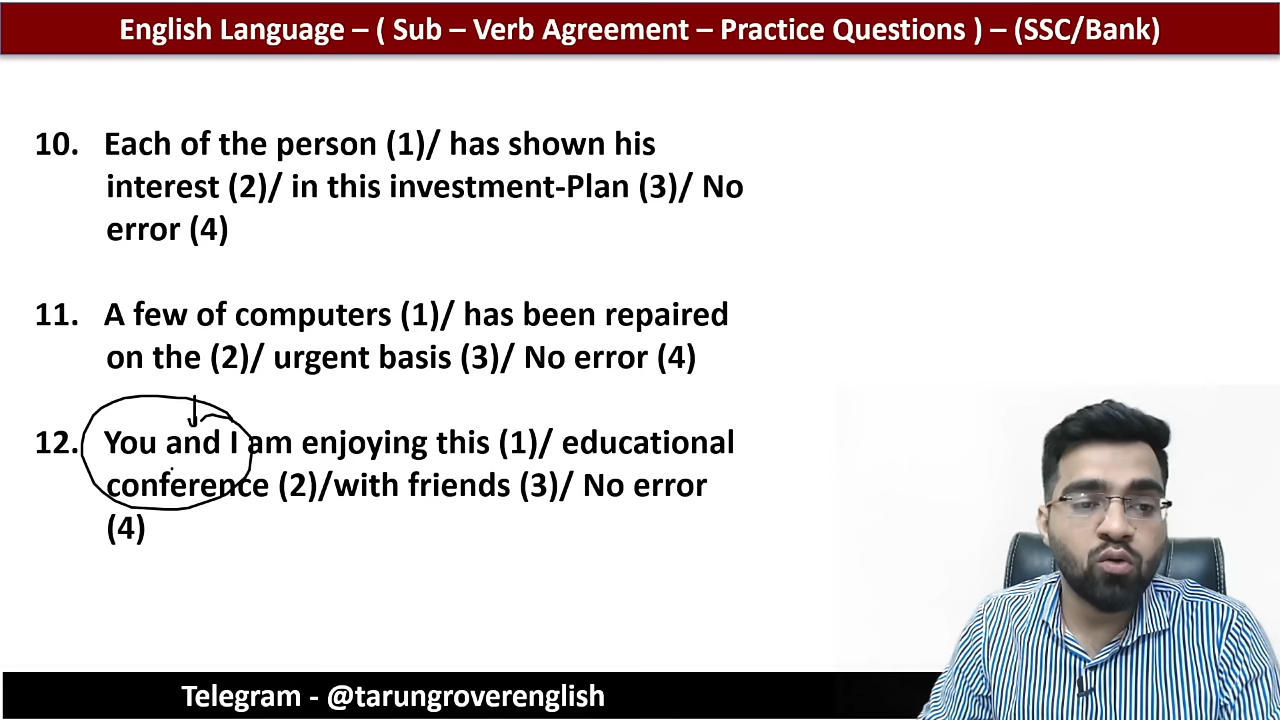 English Language – ( Sub – Verb Agreement – Practice Questions ) – (SSC/Bank)
10. Each of the person (1)/ has shown his
interest (2)/ in this investment-Plan (3)/ No
error (4)
11. A few of computers (1)/ has been repaired
on the (2)/ urgent basis (3)/ No error (4)
12. You and I am enjoying this (1)/ educational
conference (2)/with friends (3)/ No error
(4)
Telegram - @tarungroverenglish